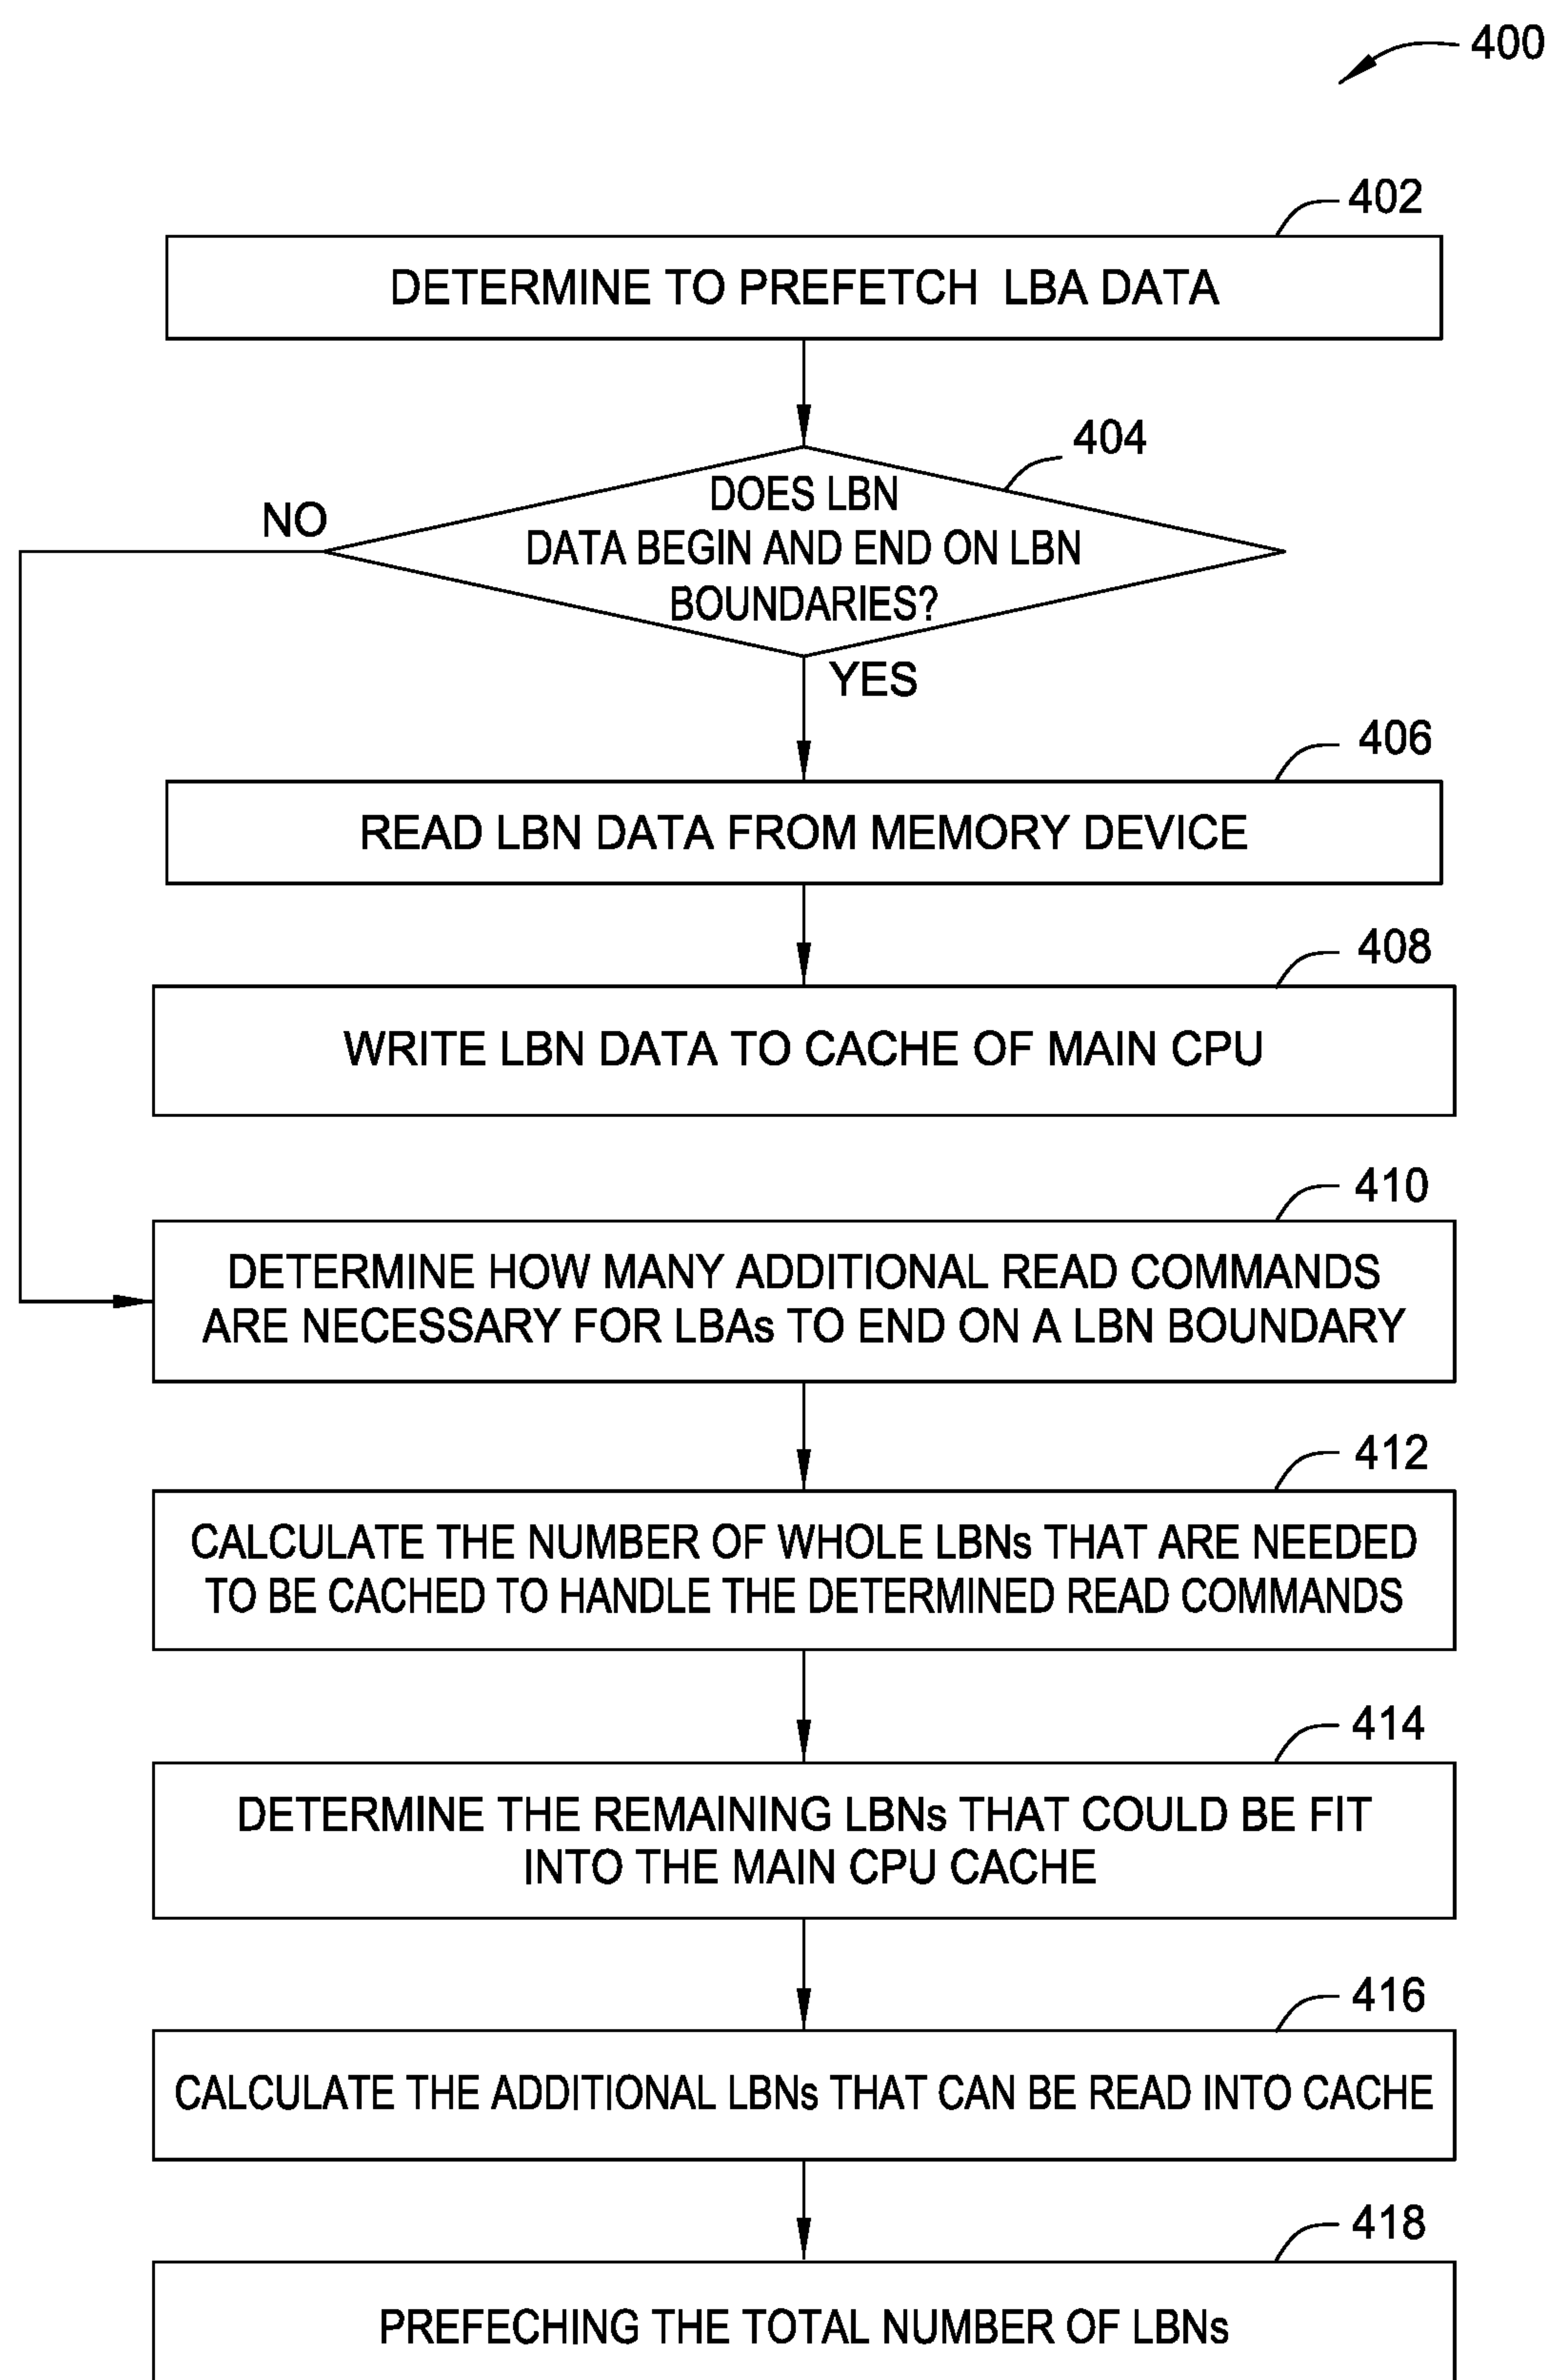 400
402
DETERMINE TO PREFETCH LBA DATA
404
DOES LBN
DATA BEGIN AND END ON LBN
BOUNDARIES?
NO
YES
406
READ LBN DATA FROM MEMORY DEVICE
408
WRITE LBN DATA TO CACHE OF MAIN CPU
410
DETERMINE HOW MANY ADDITIONAL READ COMMANDS
ARE NECESSARY FOR LBAs TO END ON A LBN BOUNDARY
412
CALCULATE THE NUMBER OF WHOLE LBNs THAT ARE NEEDED
TO BE CACHED TO HANDLE THE DETERMINED READ COMMANDS
414
DETERMINE THE REMAINING LBNs THAT COULD BE FIT
INTO THE MAIN CPU CACHE
416
CALCULATE THE ADDITIONAL LBNs THAT CAN BE READ INTO CACHE
418
PREFECHING THE TOTAL NUMBER OF LBNs